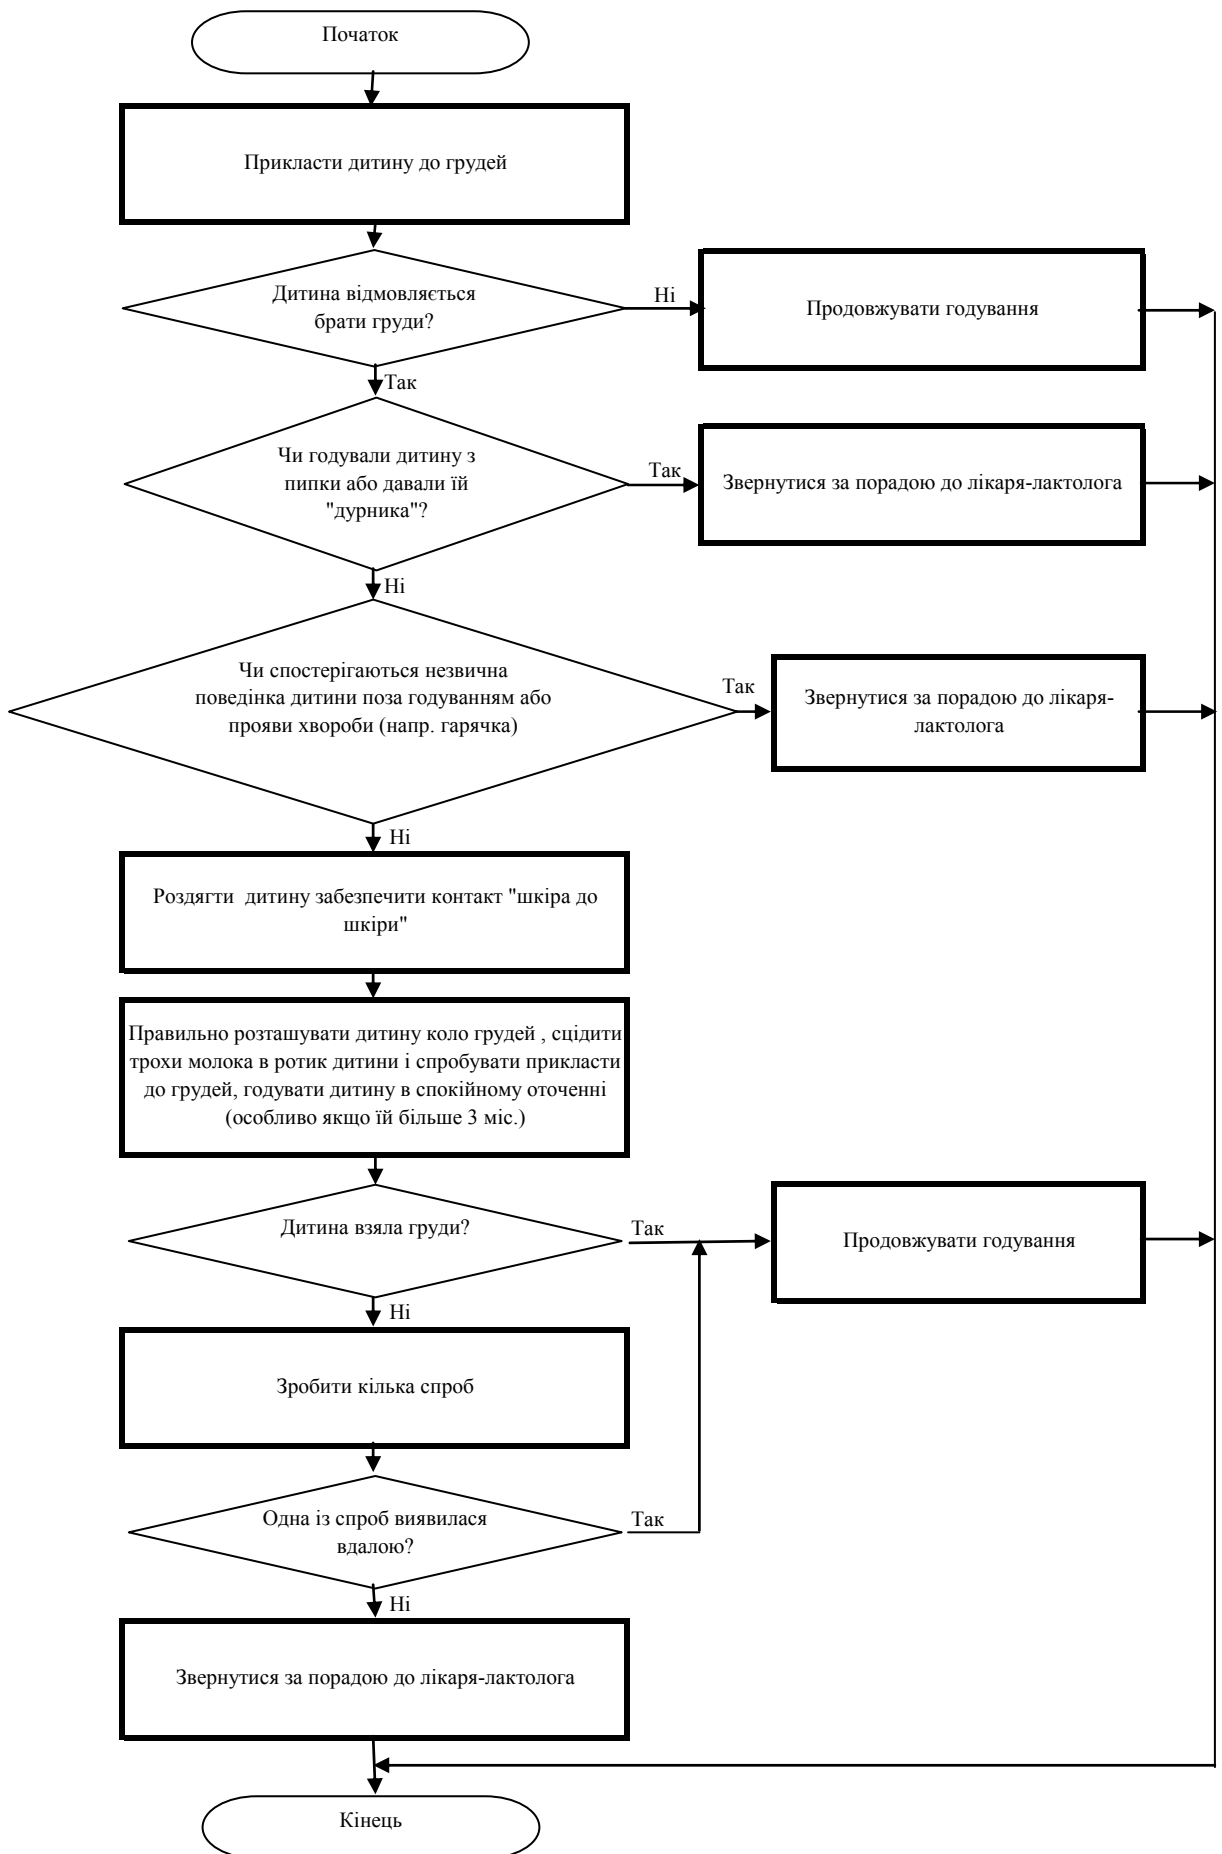 Початок
Прикласти дитину до грудей
Дитина відмовляється
брати груди?
Ні
Продовжувати годування
Так
Чи годували дитину з
пипки або давали їй
"дурника"?
Так
Звернутися за порадою до лікаря-лактолога
Ні
Чи спостерігаються незвична
поведінка дитини поза годуванням або
прояви хвороби (напр. гарячка)
Так
Звернутися за порадою до лікаря-
лактолога
Ні
Роздягти дитину забезпечити контакт "шкіра до
шкіри"
Правильно розташувати дитину коло грудей , сцідити
трохи молока в ротик дитини і спробувати прикласти
до грудей, годувати дитину в спокійному оточенні
(особливо якщо їй більше 3 міс.)
Дитина взяла груди?
Так
Продовжувати годування
Ні
Зробити кілька спроб
Одна із спроб виявилася
вдалою?
Так
Ні
Звернутися за порадою до лікаря-лактолога
Кінець